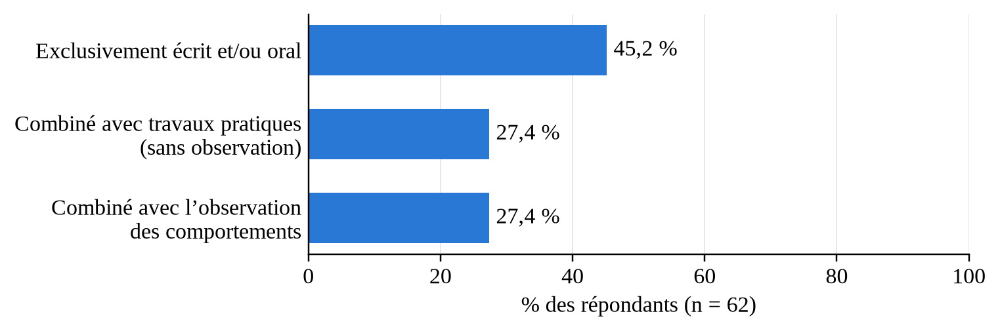 Exclusivement écrit et/ou oral
45,2 %
Combiné avec travaux pratiques
(sans observation)
27,4 %
Combiné avec l’observation
des comportements
27,4 %
0 20 40 60 80 100
% des répondants (n = 62)